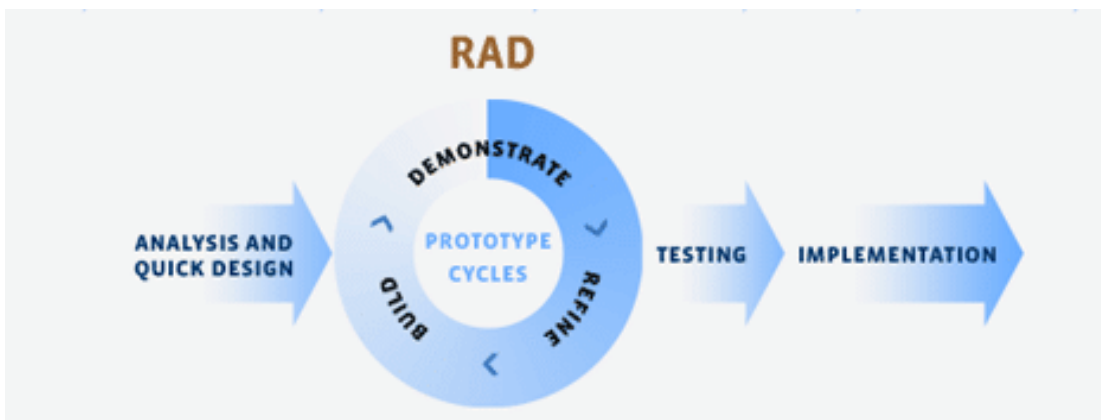 RAD
ANALYSIS AND
QUICK DESIGN
DEMONSTRATE
PROTOTYPE
CYCLES
BUILD
REFINE
TESTING
IMPLEMENTATION